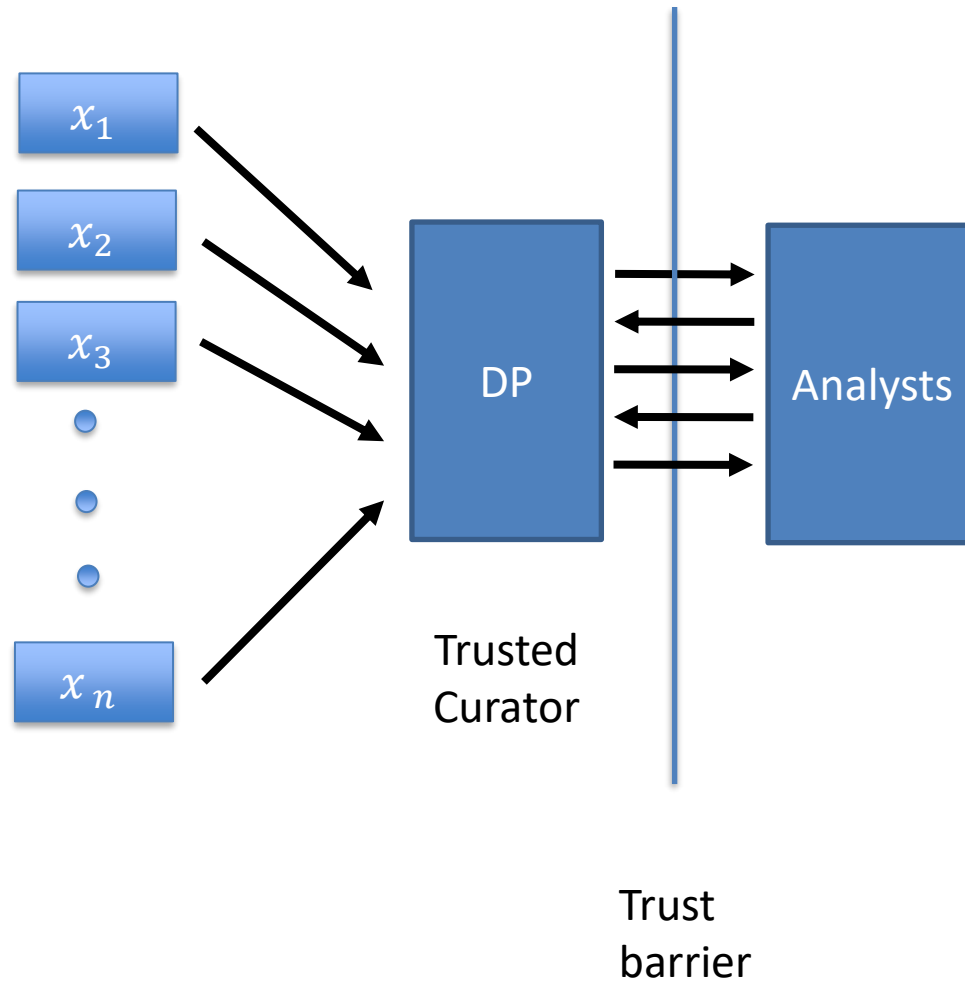 x₁
x₂
x₃
xₙ
DP
Analysts
Trusted
Curator
Trust
barrier